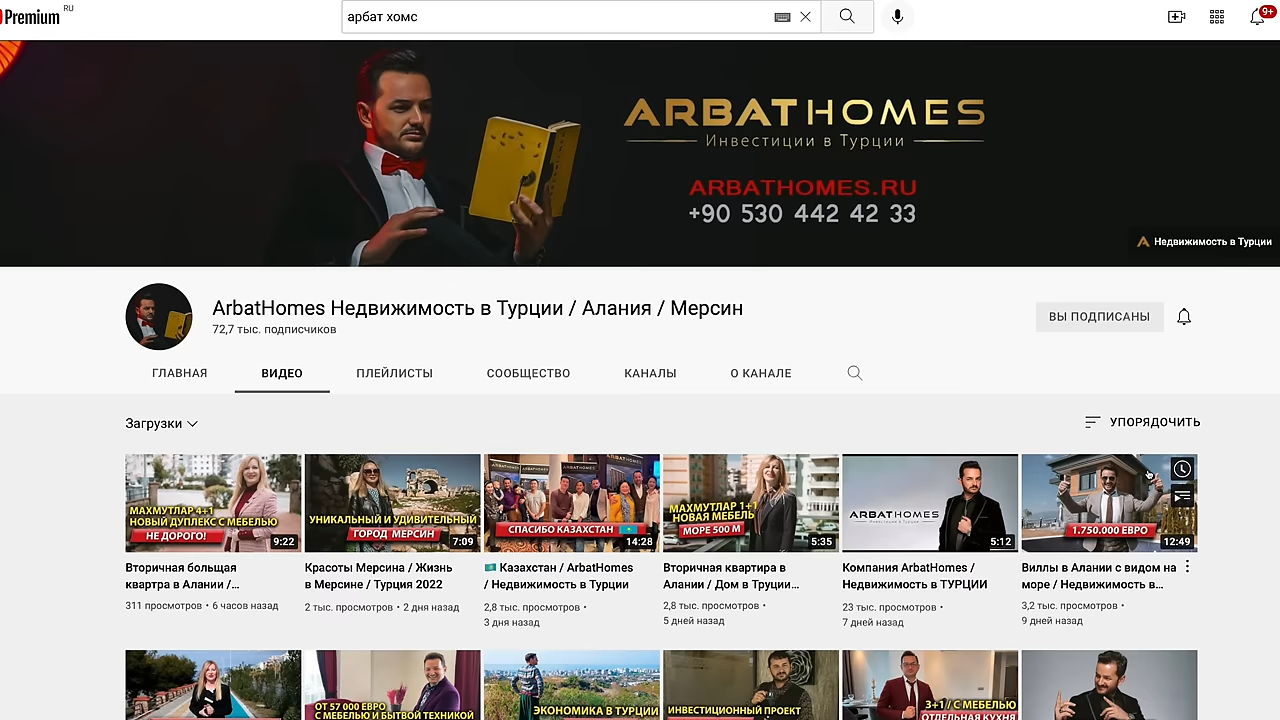 Premium RU
арбат хомс
9+
ARBATHOMES
Инвестиции в Турции
ARBATHOMES.RU
+90 530 442 42 33
Недвижимость в Турции
ArbatHomes Недвижимость в Турции / Алания / Мерсин
72,7 тыс. подписчиков
ВЫ ПОДПИСАНЫ
ГЛАВНАЯ ВИДЕО ПЛЕЙЛИСТЫ СООБЩЕСТВО КАНАЛЫ О КАНАЛЕ
Загрузки
УПОРЯДОЧИТЬ
МАХМУТЛАР 4+1
НОВЫЙ ДУПЛЕКС С МЕБЕЛЬЮ
НЕ ДОРОГО!
9:22
Вторичная большая
квартра в Алании /...
311 просмотров • 6 часов назад
УНИКАЛЬНЫЙ И УДИВИТЕЛЬНЫЙ
ГОРОД МЕРСИН
7:09
Красоты Мерсина / Жизнь
в Мерсине / Турция 2022
2 тыс. просмотров • 2 дня назад
ARBATHOMES
СПАСИБО КАЗАХСТАН
14:28
Казахстан / ArbatHomes
/ Недвижимость в Турции
2,8 тыс. просмотров •
3 дня назад
МАХМУТЛАР 1+1
НОВАЯ МЕБЕЛЬ
МОРЕ 500 М
5:35
Вторичная квартира в
Алании / Дом в Труции...
2,8 тыс. просмотров •
5 дней назад
ARBATHOMES
Инвестиции в Турции
5:12
Компания ArbatHomes /
Недвижимость в ТУРЦИИ
23 тыс. просмотров •
7 дней назад
1.750.000 ЕВРО
12:49
Виллы в Алании с видом на
море / Недвижимость в...
3,2 тыс. просмотров •
9 дней назад
ОТ 57 000 ЕВРО
С МЕБЕЛЬЮ И БЫТВОЙ ТЕХНИКОЙ
ЭКОНОМИКА В ТУРЦИИ
ИНВЕСТИЦИОННЫЙ ПРОЕКТ
3+1 / С МЕБЕЛЬЮ
ОТДЕЛЬНАЯ КУХНЯ